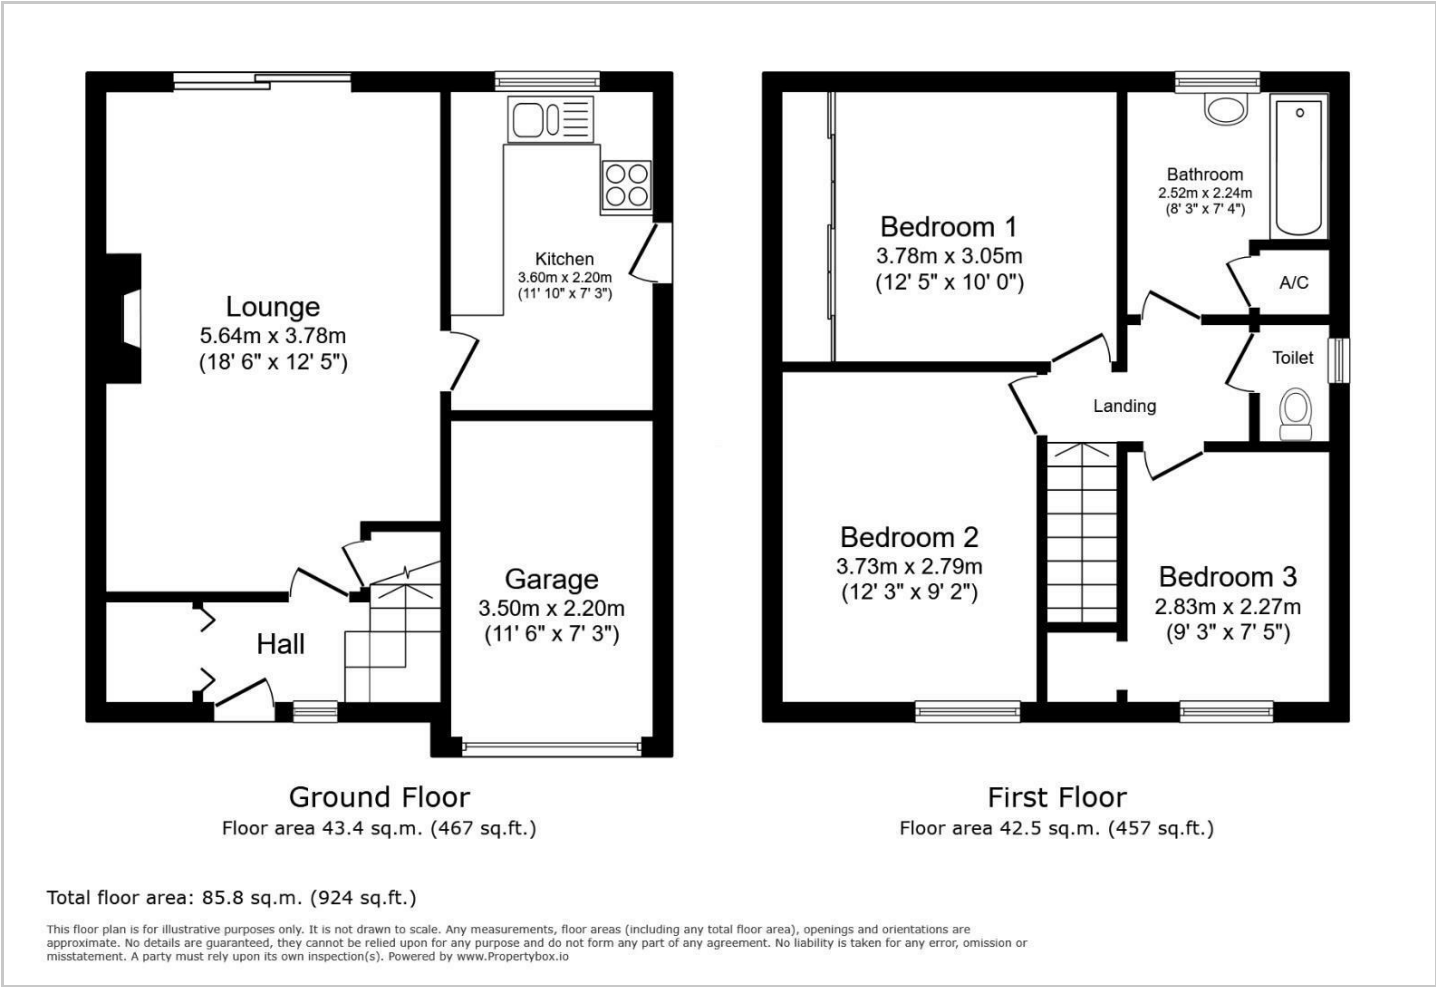 Lounge
5.64m x 3.78m
(18' 6" x 12' 5")
Kitchen
3.60m x 2.20m
(11' 10" x 7' 3")
Garage
3.50m x 2.20m
(11' 6" x 7' 3")
Hall
Bedroom 1
3.78m x 3.05m
(12' 5" x 10' 0")
Bathroom
2.52m x 2.24m
(8' 3" x 7' 4")
A/C
Toilet
Landing
Bedroom 2
3.73m x 2.79m
(12' 3" x 9' 2")
Bedroom 3
2.83m x 2.27m
(9' 3" x 7' 5")
Ground Floor
Floor area 43.4 sq.m. (467 sq.ft.)
First Floor
Floor area 42.5 sq.m. (457 sq.ft.)
Total floor area: 85.8 sq.m. (924 sq.ft.)
This floor plan is for illustrative purposes only. It is not drawn to scale. Any measurements, floor areas (including any total floor area), openings and orientations are
approximate. No details are guaranteed, they cannot be relied upon for any purpose and do not form any part of any agreement. No liability is taken for any error, omission or
misstatement. A party must rely upon its own inspection(s). Powered by www.Propertybox.io